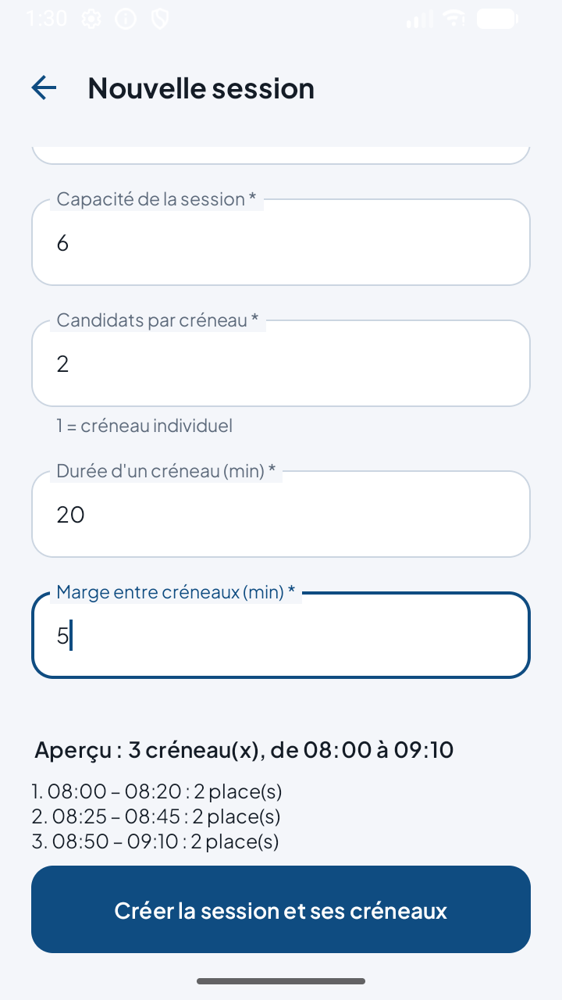 1:30
Nouvelle session
Capacité de la session *
6
Candidats par créneau *
2
1 = créneau individuel
Durée d'un créneau (min) *
20
Marge entre créneaux (min) *
5
Aperçu : 3 créneau(x), de 08:00 à 09:10
1. 08:00 – 08:20 : 2 place(s)
2. 08:25 – 08:45 : 2 place(s)
3. 08:50 – 09:10 : 2 place(s)
Créer la session et ses créneaux